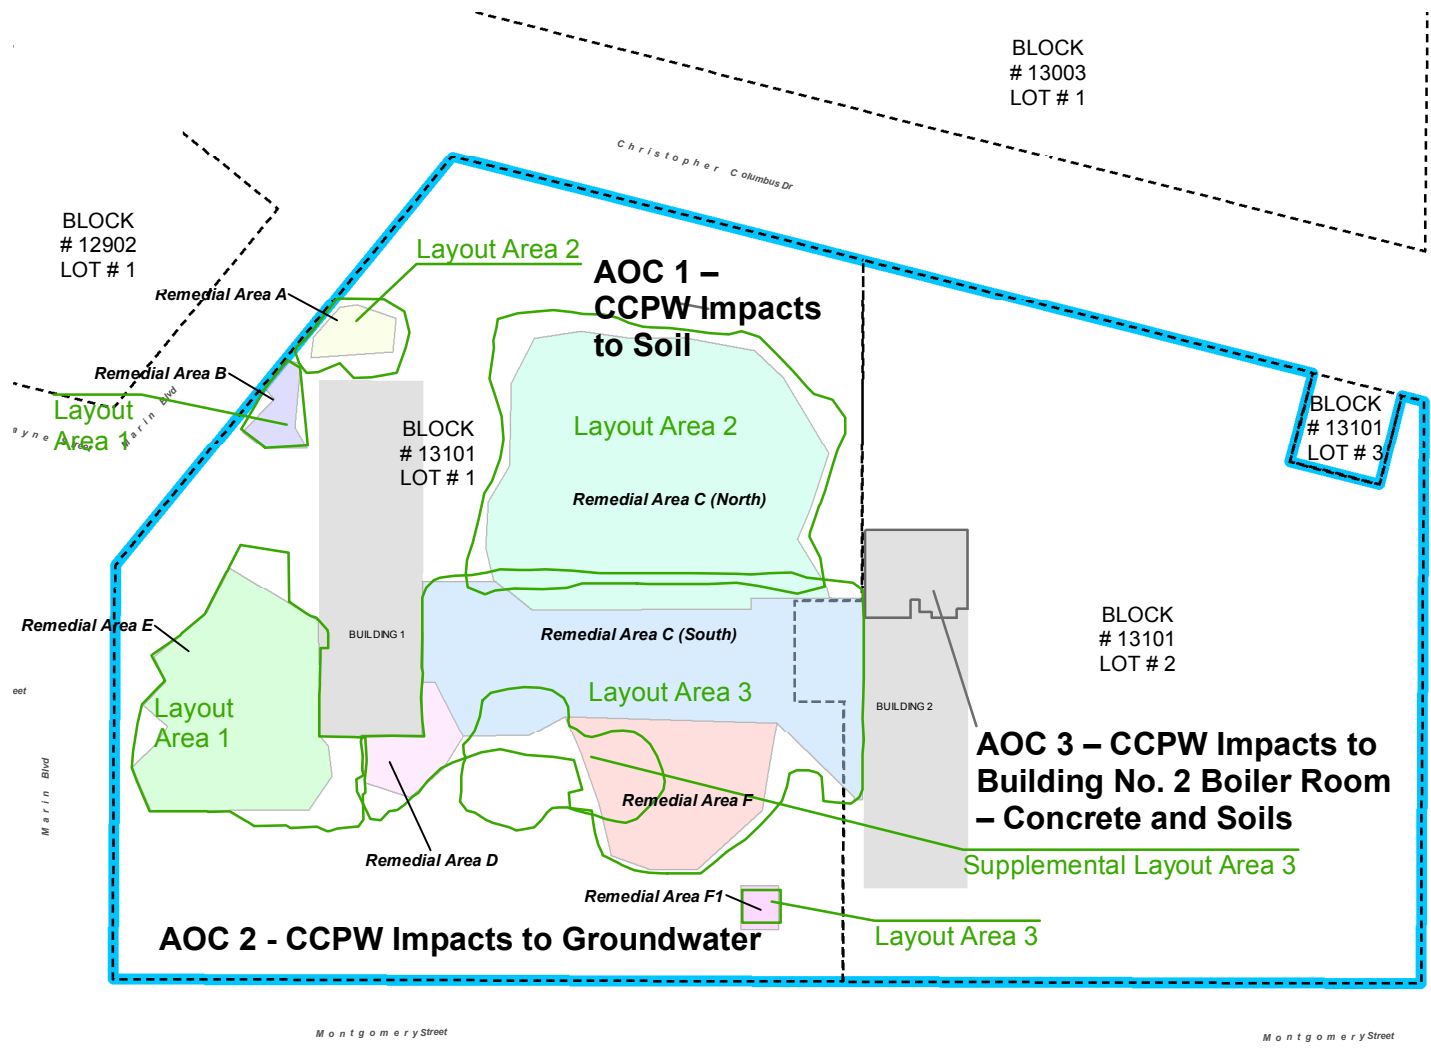 BLOCK
# 13003
LOT # 1
Christopher Columbus Dr
BLOCK
# 12902
LOT # 1
Layout Area 2
AOC 1 –
CCPW Impacts
to Soil
Remedial Area A
Remedial Area B
Layout
Area 1
Marin Blvd
ayne Street
BLOCK
# 13101
LOT # 1
Layout Area 2
Remedial Area C (North)
BLOCK
# 13101
LOT # 3
Remedial Area E
BUILDING 1
Remedial Area C (South)
BLOCK
# 13101
LOT # 2
eet
Layout
Area 1
Layout Area 3
BUILDING 2
AOC 3 – CCPW Impacts to
Building No. 2 Boiler Room
– Concrete and Soils
Marin Blvd
Remedial Area F
Remedial Area D
Supplemental Layout Area 3
Remedial Area F1
AOC 2 - CCPW Impacts to Groundwater
Layout Area 3
Montgomery Street
Montgomery Street